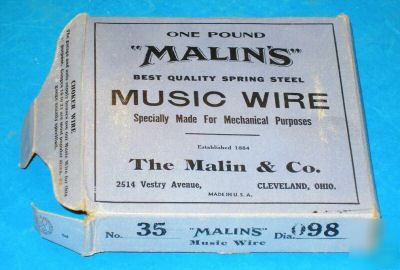 ONE POUND
"MALIN'S"
BEST QUALITY SPRING STEEL
MUSIC WIRE
Specially Made For Mechanical Purposes
Established 1884
The Malin & Co.
2514 Vestry Avenue, CLEVELAND, OHIO.
MADE IN U.S.A.
No. 35 "MALIN'S" Dia. 098
Music Wire
CHOKER WIRE